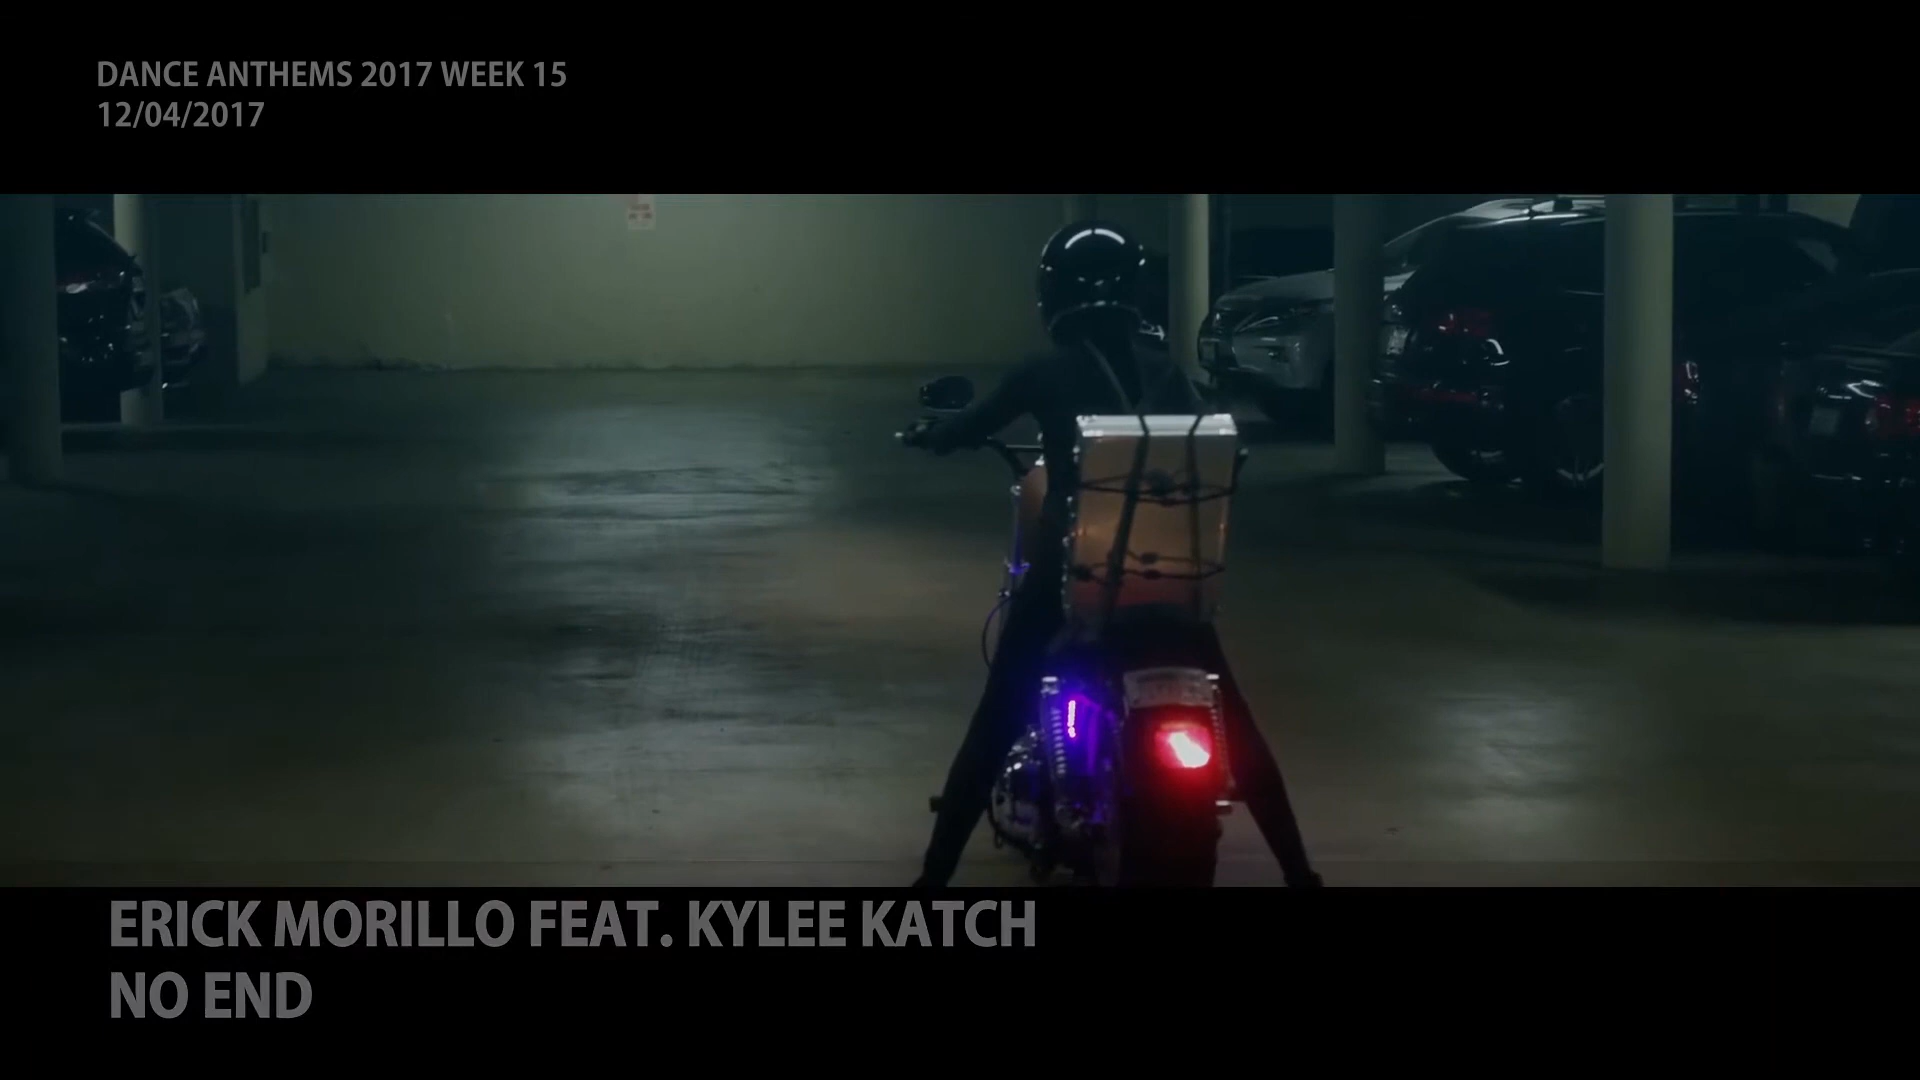 DANCE ANTHEMS 2017 WEEK 15
12/04/2017
ERICK MORILLO FEAT. KYLEE KATCH
NO END